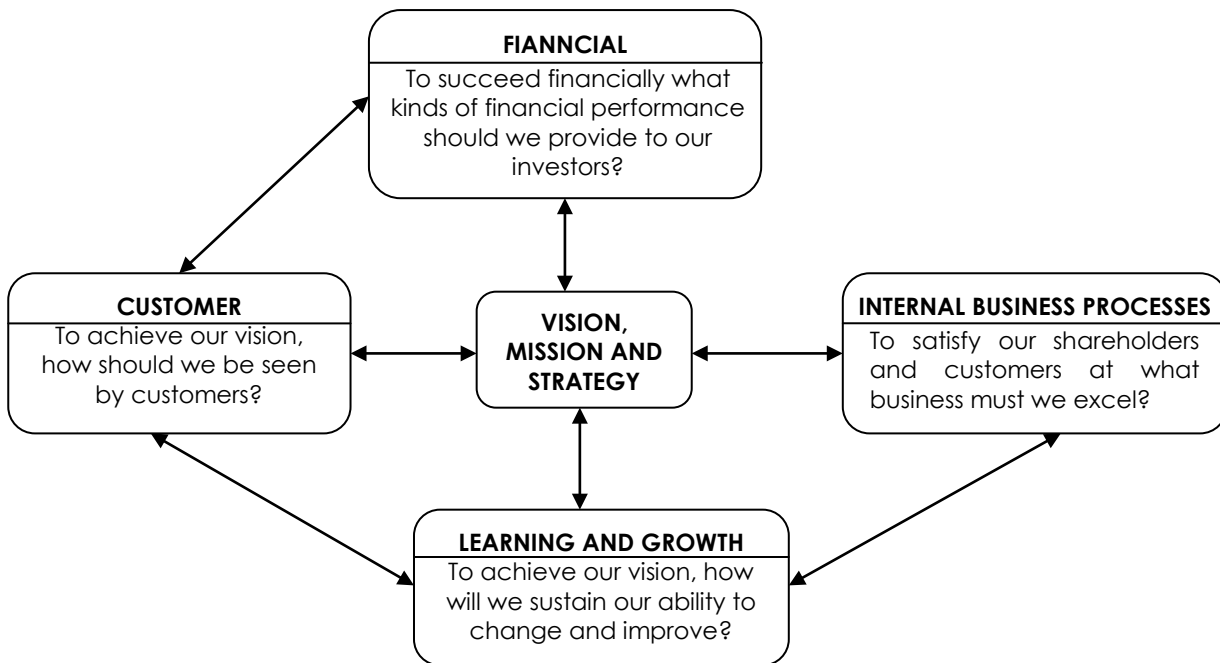 FIANNCIAL
To succeed financially what
kinds of financial performance
should we provide to our
investors?
CUSTOMER
To achieve our vision,
how should we be seen
by customers?
VISION,
MISSION AND
STRATEGY
INTERNAL BUSINESS PROCESSES
To satisfy our shareholders
and customers at what
business must we excel?
LEARNING AND GROWTH
To achieve our vision, how
will we sustain our ability to
change and improve?